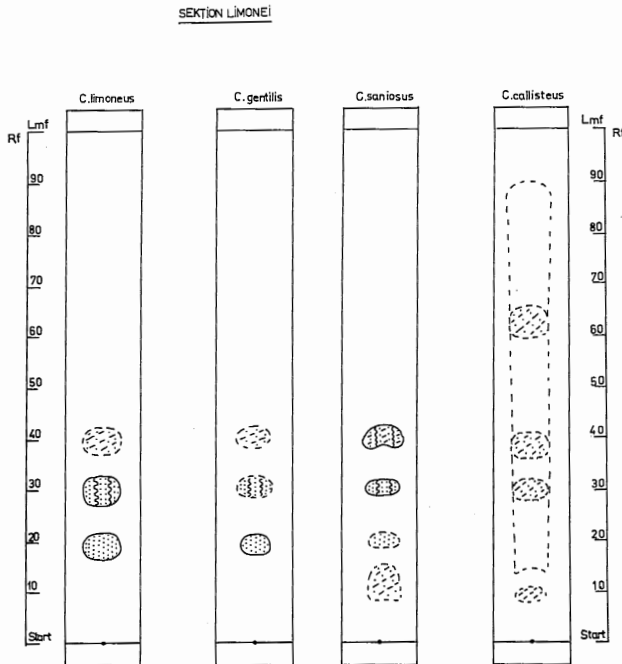 SEKTION LIMONEI
C.limoneus C.gentilis C.saniosus C.callisteus
Rf Lmf Lmf Rf
90 90
80 80
70 70
60 60
50 50
40 40
30 30
20 20
10 10
Start Start